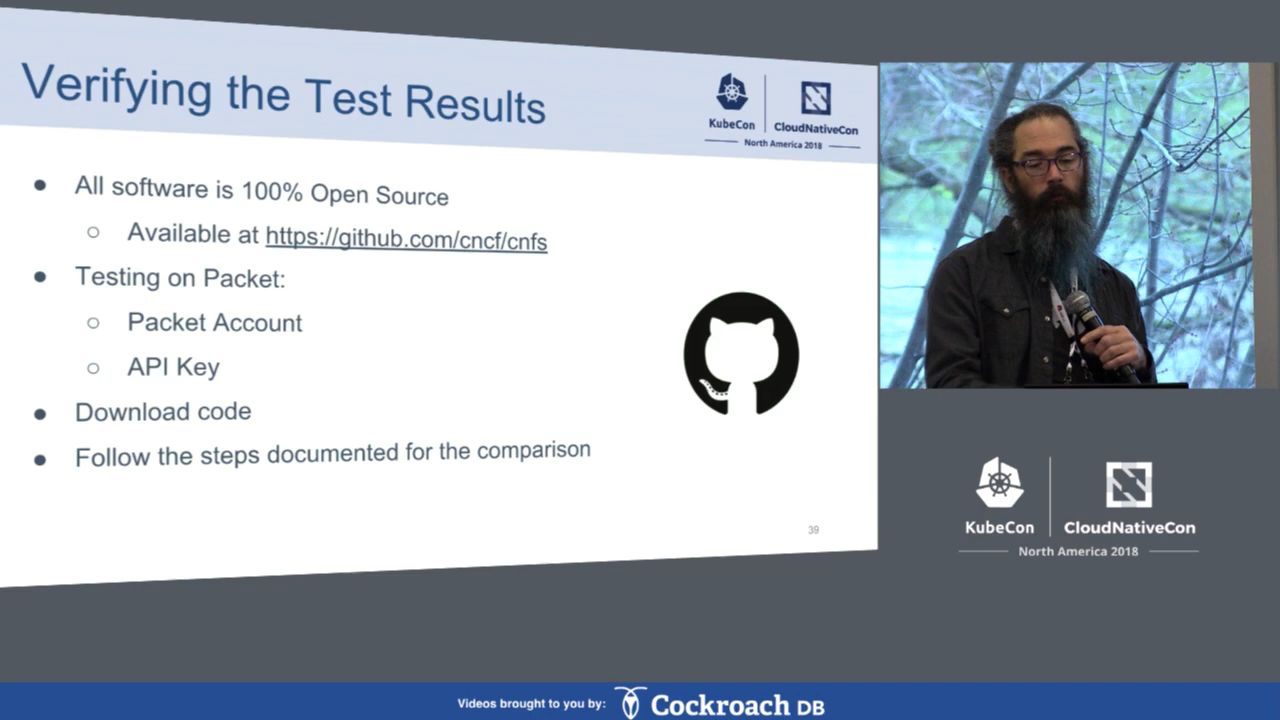 Verifying the Test Results
KubeCon
CloudNativeCon
North America 2018
● All software is 100% Open Source
○ Available at https://github.com/cncf/cnfs
● Testing on Packet:
○ Packet Account
○ API Key
● Download code
● Follow the steps documented for the comparison
39
KubeCon
CloudNativeCon
North America 2018
Videos brought to you by:
Cockroach DB